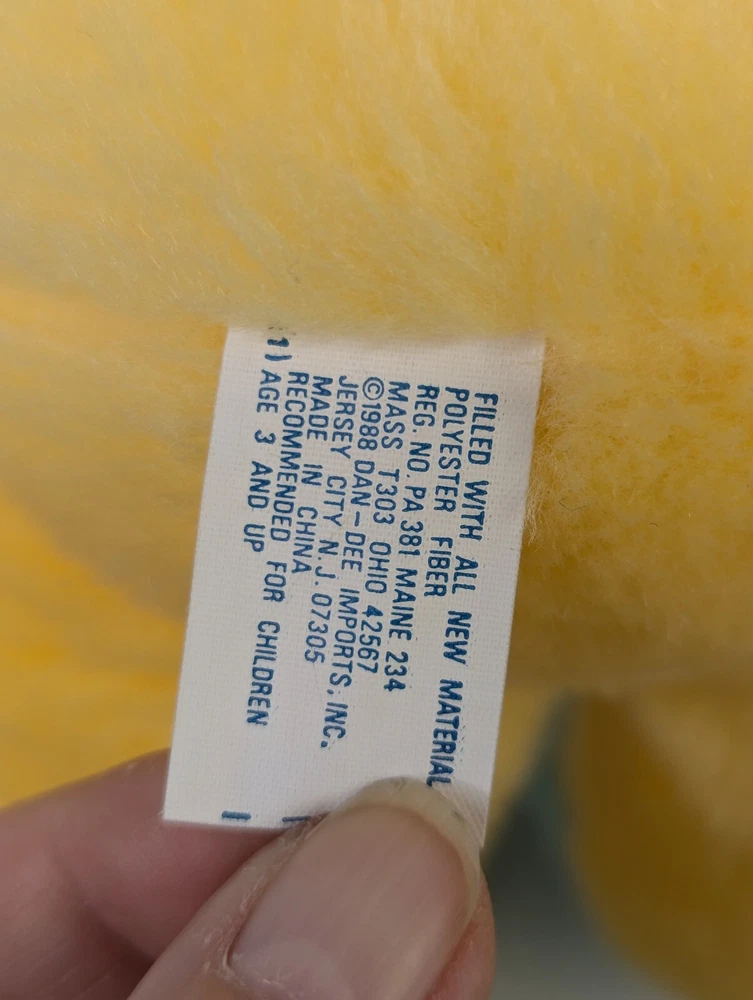 FILLED WITH ALL NEW MATERIAL
POLYESTER FIBER
REG. NO. PA 381 MAINE 234
MASS T303 OHIO 42567
©1988 DAN-DEE IMPORTS, INC.
JERSEY CITY N.J. 07305
MADE IN CHINA
RECOMMENDED FOR CHILDREN
AGE 3 AND UP
1)